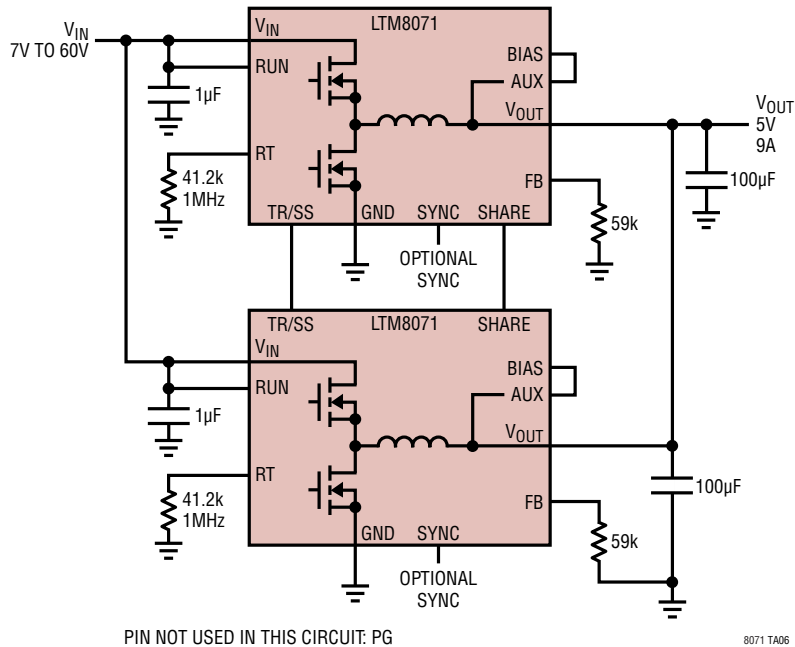 VIN
7V TO 60V
VIN
LTM8071
RUN
BIAS
AUX
1µF
VOUT
VOUT
5V
9A
RT
41.2k
1MHz
FB
100µF
59k
TR/SS
GND
SYNC
SHARE
OPTIONAL
SYNC
TR/SS
LTM8071
SHARE
VIN
RUN
BIAS
AUX
1µF
VOUT
RT
41.2k
1MHz
FB
100µF
59k
GND
SYNC
OPTIONAL
SYNC
PIN NOT USED IN THIS CIRCUIT: PG
8071 TA06